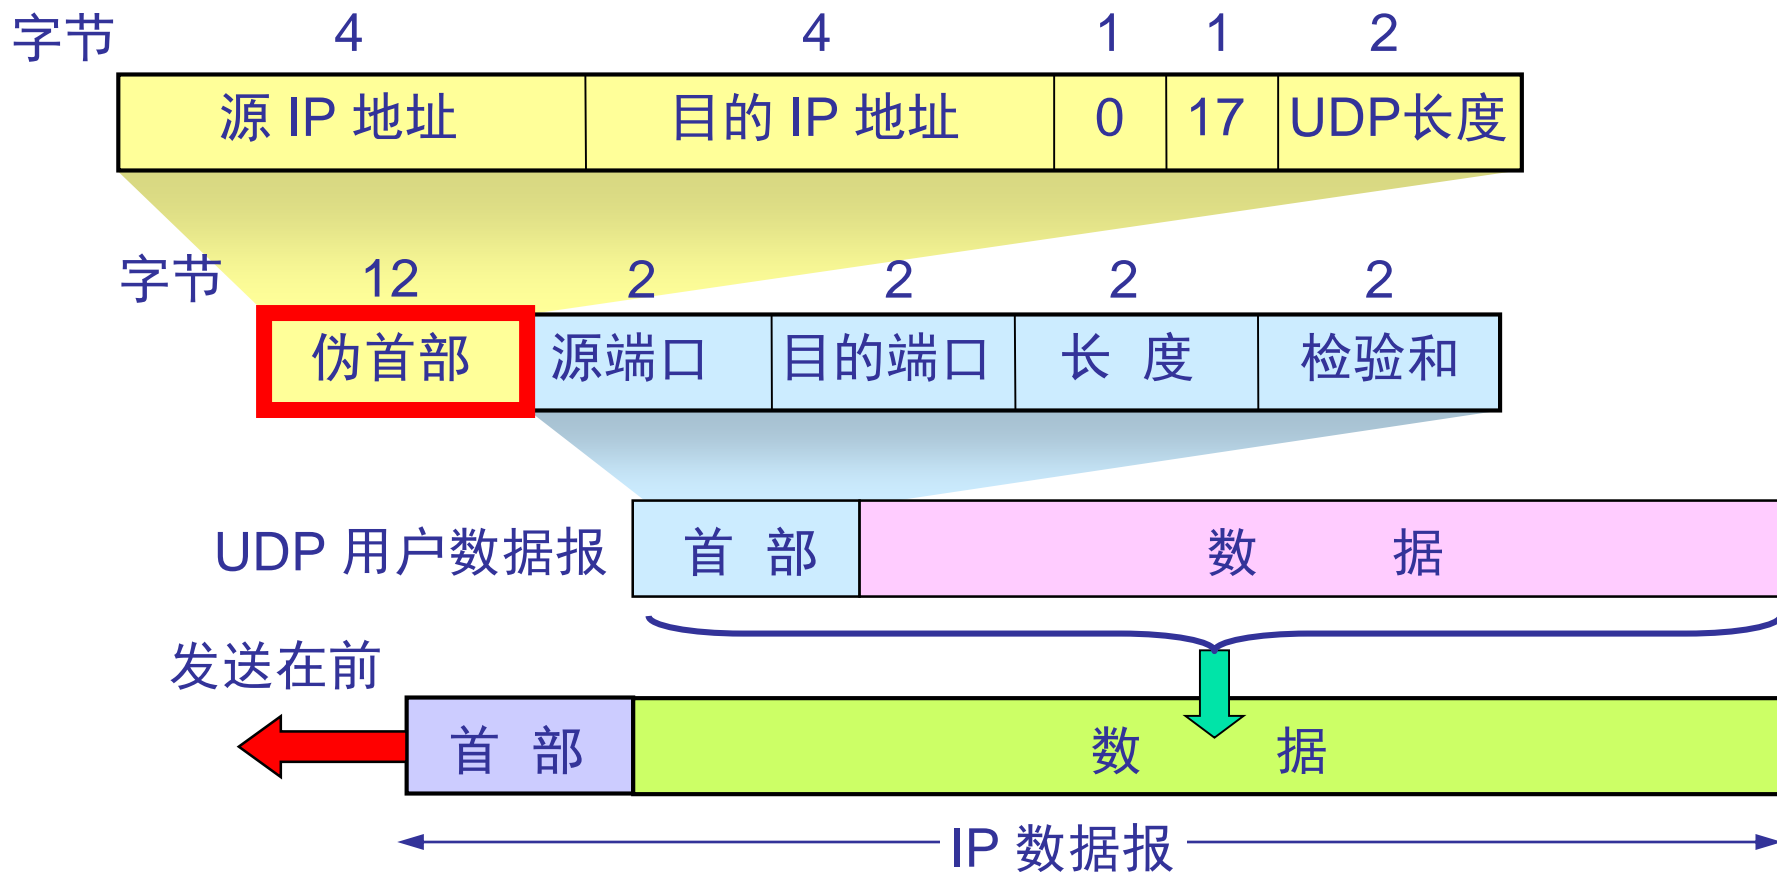 字节 4 4 1 1 2
源 IP 地址 目的 IP 地址 0 17 UDP长度
字节 12 2 2 2 2
伪首部 源端口 目的端口 长 度 检验和
UDP 用户数据报 首 部 数 据
发送在前
首 部 数 据
IP 数据报